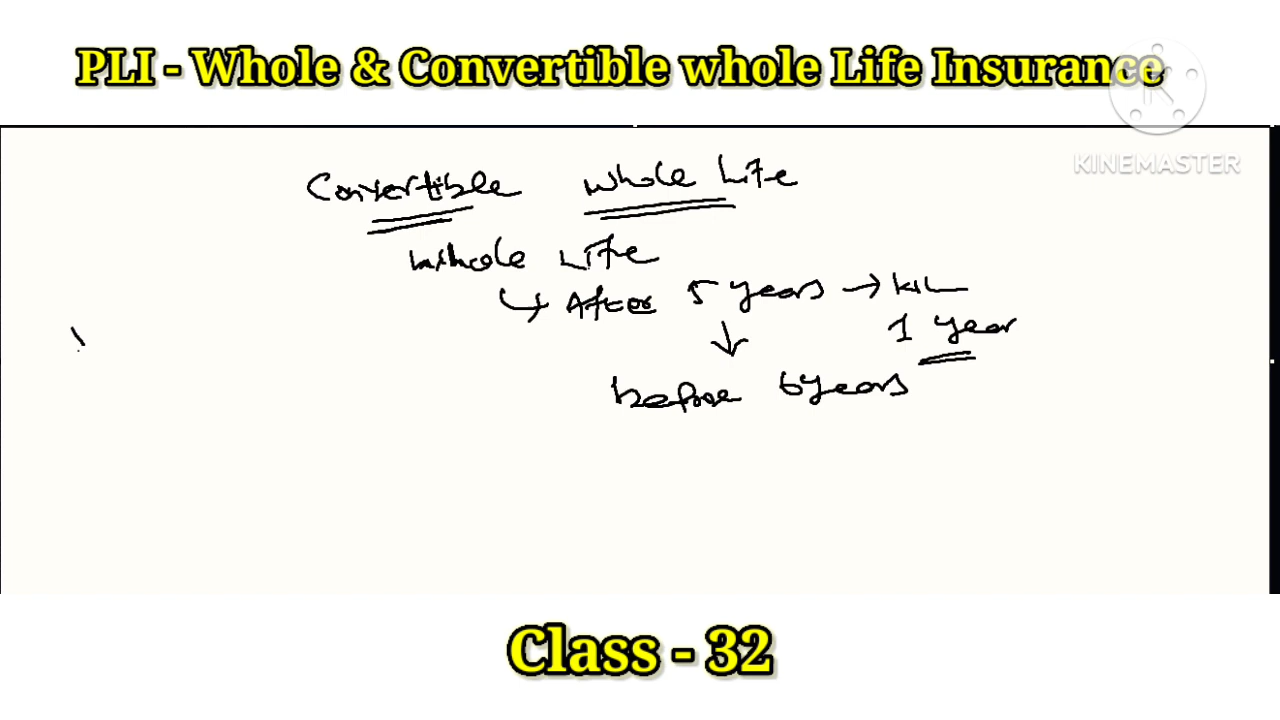 PLI - Whole & Convertible whole Life Insurance
KINEMASTER
Convertible whole Life
whole Life
After 5 years → till
1 year
before 6 years
Class - 32